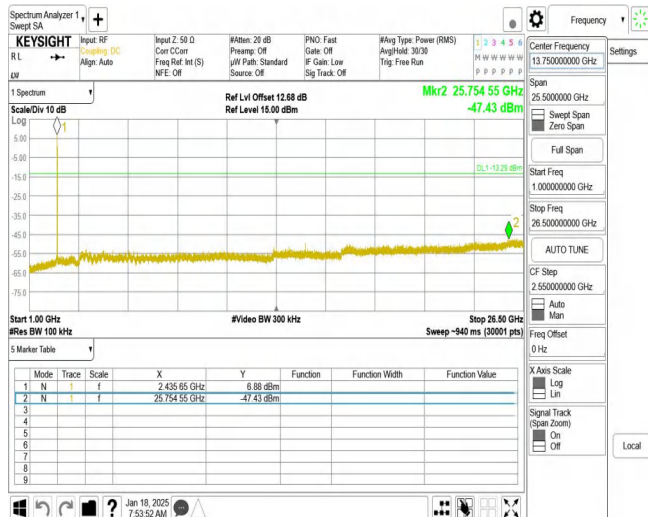 Spectrum Analyzer 1
Swept SA
+
Frequency
KEYSIGHT
R L
Input: RF
Coupling: DC
Align: Auto
Input Z: 50 Ω
Corr CCorr
Freq Ref: Int (S)
NFE: Off
#Atten: 20 dB
Preamp: Off
µW Path: Standard
Source: Off
PNO: Fast
Gate: Off
IF Gain: Low
Sig Track: Off
#Avg Type: Power (RMS)
Avg|Hold: 30/30
Trig: Free Run
1 2 3 4 5 6
M W W W W W
P P P P P P
1 Spectrum
Scale/Div 10 dB
Log
Ref Lvl Offset 12.68 dB
Ref Level 15.00 dBm
Mkr2 25.754 55 GHz
-47.43 dBm
1
5.00
-5.00
DL1 -13.29 dBm
-15.0
-25.0
-35.0
-45.0
2
-55.0
-65.0
-75.0
Start 1.00 GHz
#Video BW 300 kHz
Stop 26.50 GHz
#Res BW 100 kHz
Sweep ~940 ms (30001 pts)
5 Marker Table
Mode Trace Scale X Y Function Function Width Function Value
1 N 1 f 2.435 65 GHz 6.88 dBm
2 N 1 f 25.754 55 GHz -47.43 dBm
3
4
5
6
7
8
9
?
Jan 18, 2025
7:53:52 AM
Center Frequency
13.750000000 GHz
Settings
Span
25.5000000 GHz
Swept Span
Zero Span
Full Span
Start Freq
1.000000000 GHz
Stop Freq
26.500000000 GHz
AUTO TUNE
CF Step
2.550000000 GHz
Auto
Man
Freq Offset
0 Hz
X Axis Scale
Log
Lin
Signal Track
(Span Zoom)
On
Off
Local